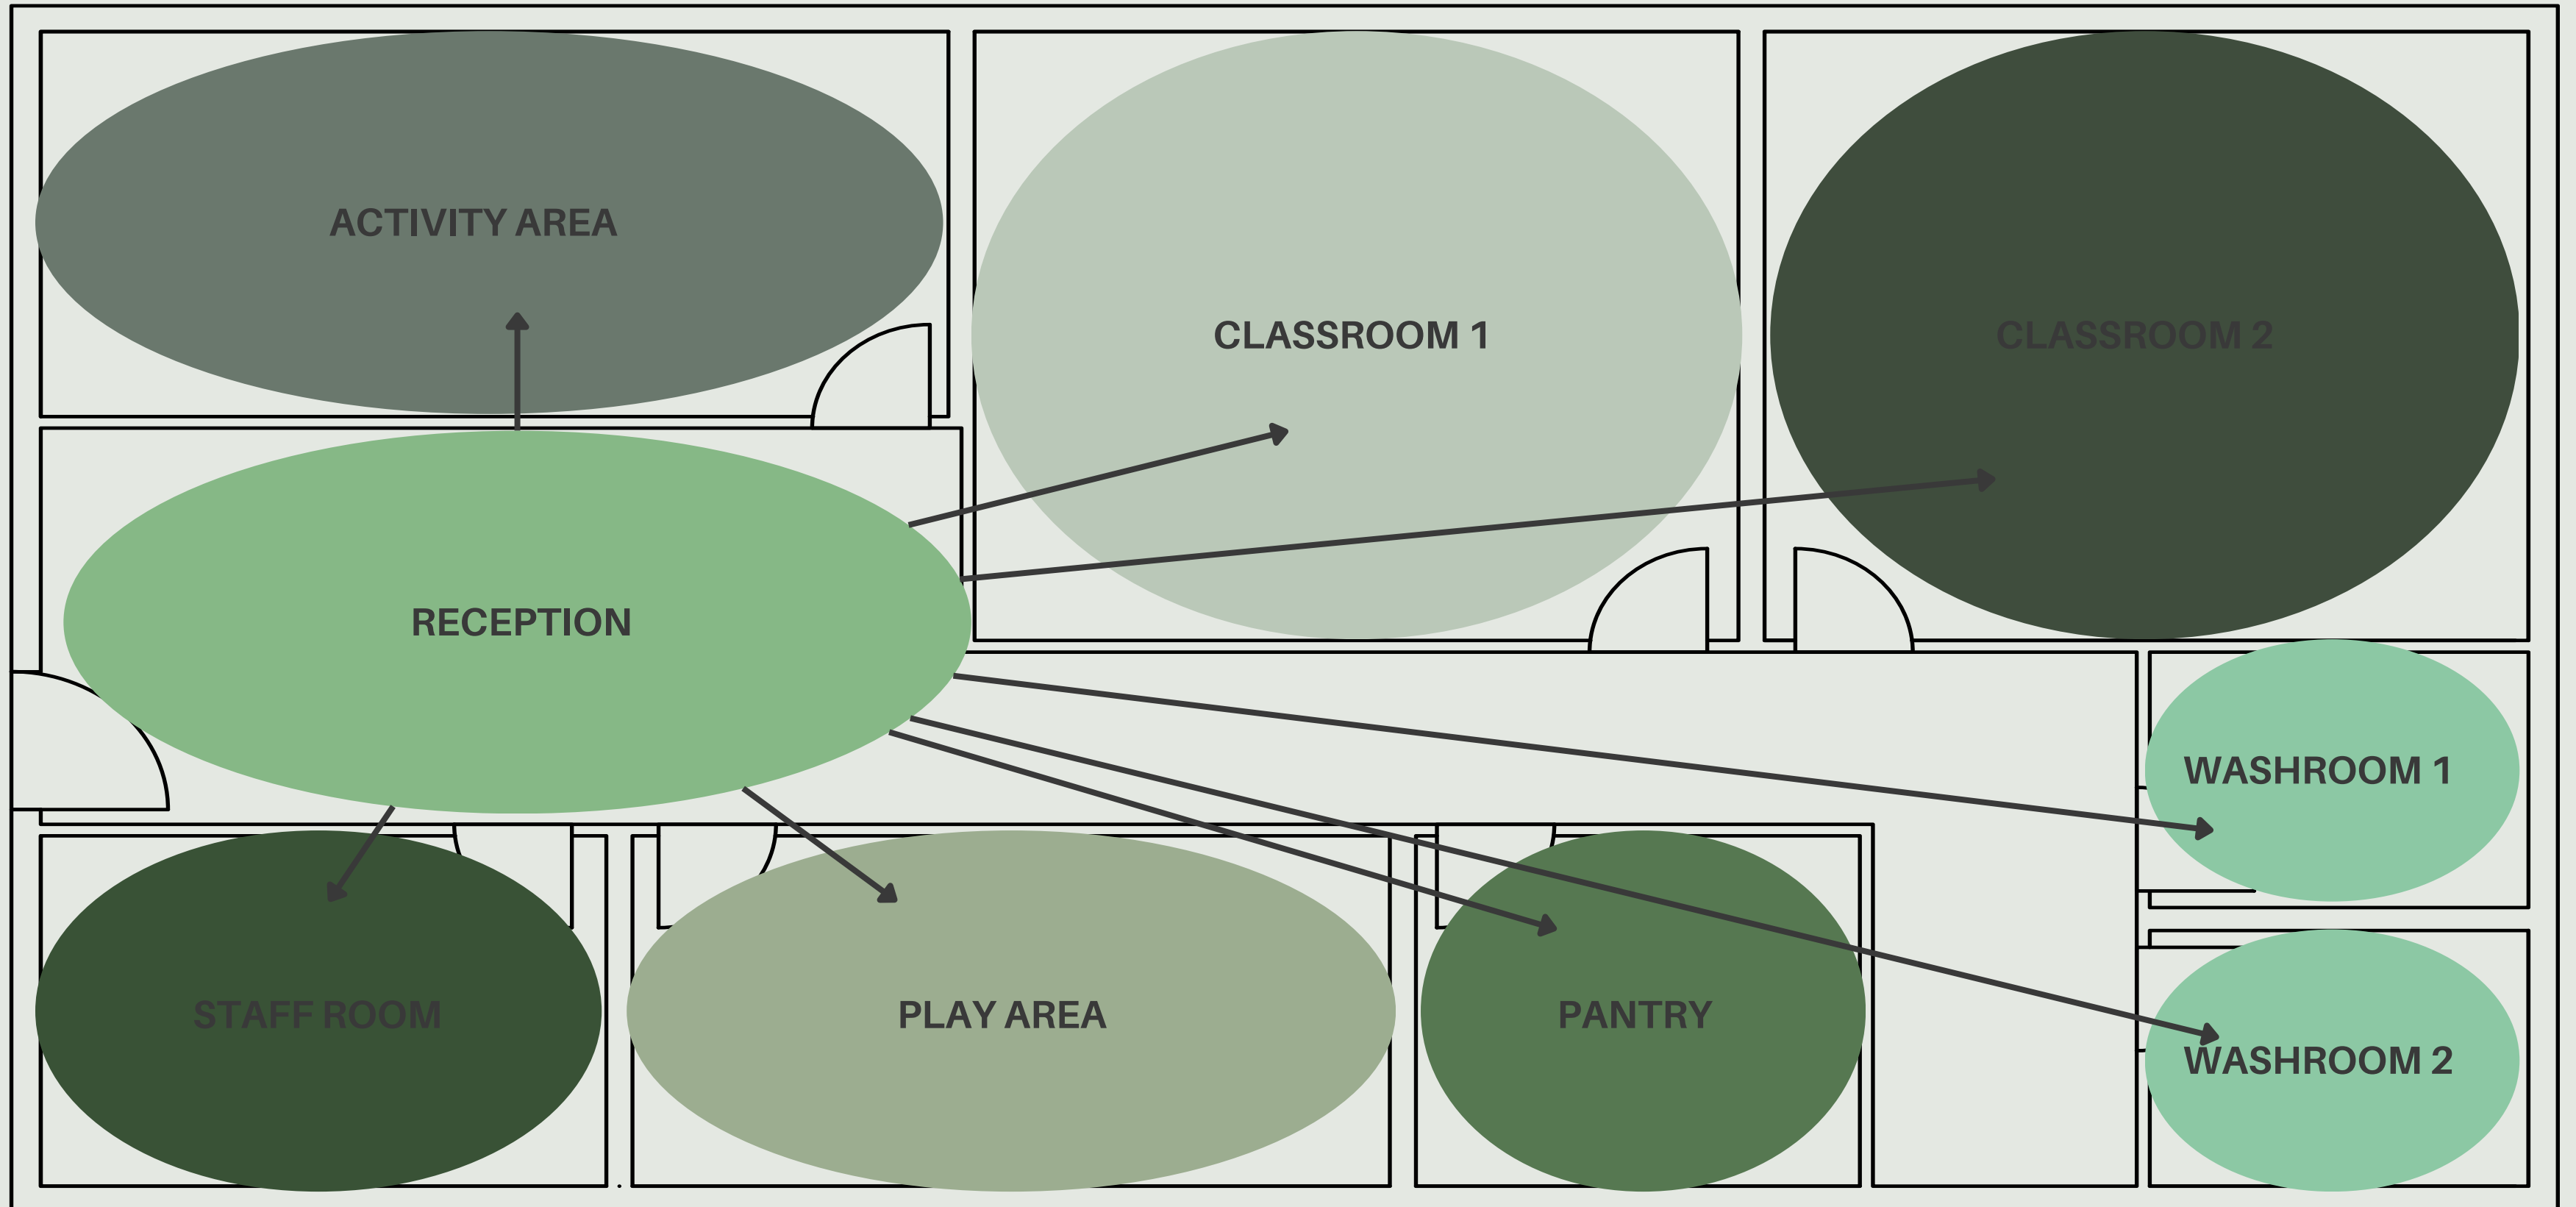 ACTIVITY AREA
CLASSROOM 1
CLASSROOM 2
RECEPTION
WASHROOM 1
STAFF ROOM
PLAY AREA
PANTRY
WASHROOM 2